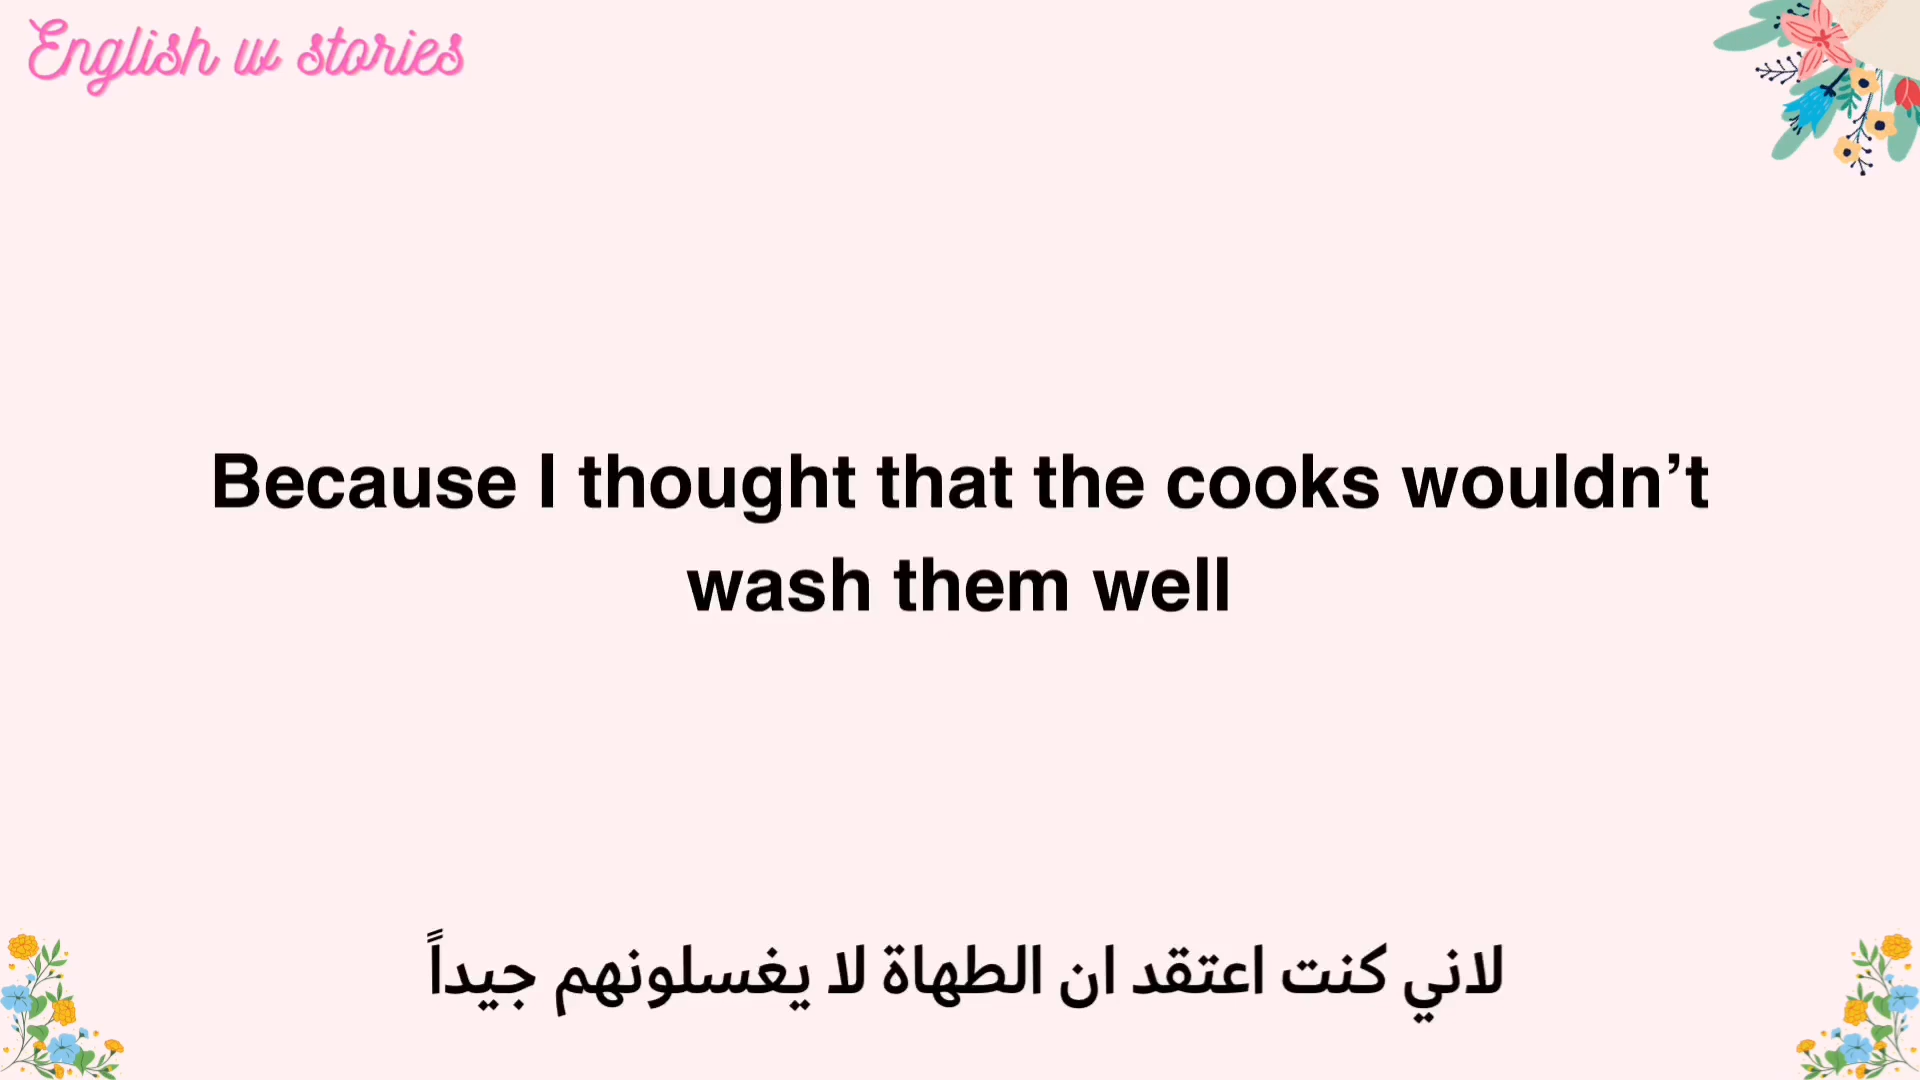 English w stories
Because I thought that the cooks wouldn’t
wash them well
لاني كنت اعتقد ان الطهاة لا يغسلونهم جيداً